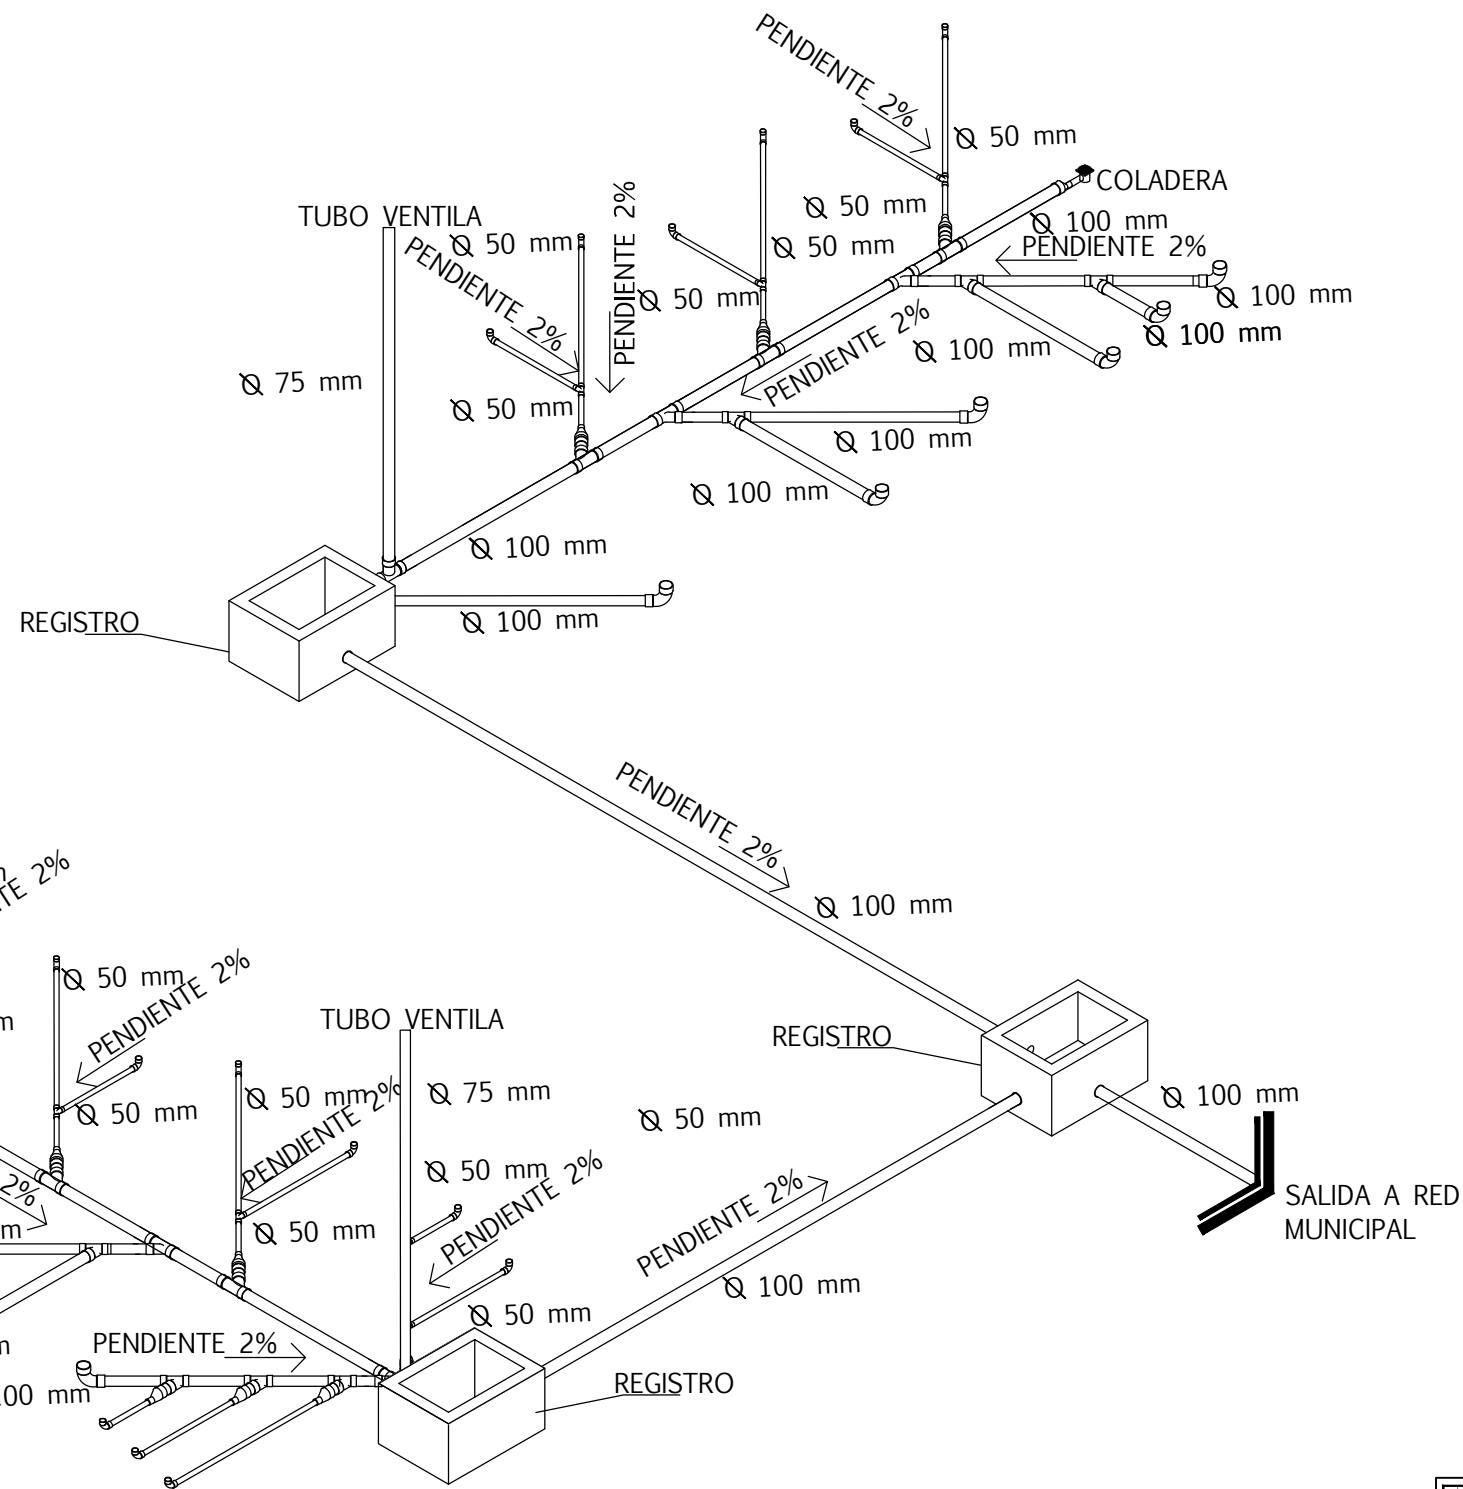 PENDIENTE 2%
Ø 50 mm
COLADERA
Ø 50 mm
Ø 100 mm
TUBO VENTILA
Ø 50 mm
PENDIENTE 2%
PENDIENTE 2%
Ø 50 mm
PENDIENTE 2%
Ø 50 mm
Ø 100 mm
Ø 100 mm
PENDIENTE 2%
Ø 100 mm
Ø 75 mm
Ø 50 mm
Ø 100 mm
Ø 100 mm
Ø 100 mm
Ø 100 mm
REGISTRO
PENDIENTE 2%
Ø 100 mm
2%
Ø 50 mm
PENDIENTE 2%
TUBO VENTILA
REGISTRO
Ø 50 mm
PENDIENTE 2%
Ø 75 mm
Ø 100 mm
Ø 50 mm
Ø 50 mm
Ø 50 mm
PENDIENTE 2%
PENDIENTE 2%
2%
SALIDA A RED
MUNICIPAL
Ø 50 mm
Ø 100 mm
Ø 50 mm
PENDIENTE 2%
REGISTRO
mm